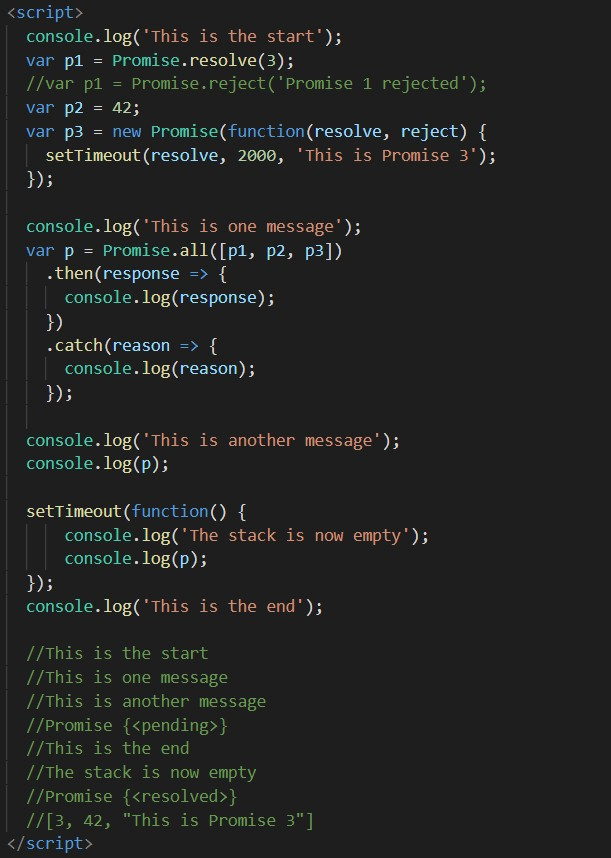 <script>
console.log('This is the start');
var p1 = Promise.resolve(3);
//var p1 = Promise.reject('Promise 1 rejected');
var p2 = 42;
var p3 = new Promise(function(resolve, reject) {
setTimeout(resolve, 2000, 'This is Promise 3');
});
console.log('This is one message');
var p = Promise.all([p1, p2, p3])
.then(response => {
console.log(response);
})
.catch(reason => {
console.log(reason);
});
console.log('This is another message');
console.log(p);
setTimeout(function() {
console.log('The stack is now empty');
console.log(p);
});
console.log('This is the end');
//This is the start
//This is one message
//This is another message
//Promise {<pending>}
//This is the end
//The stack is now empty
//Promise {<resolved>}
//[3, 42, "This is Promise 3"]
</script>